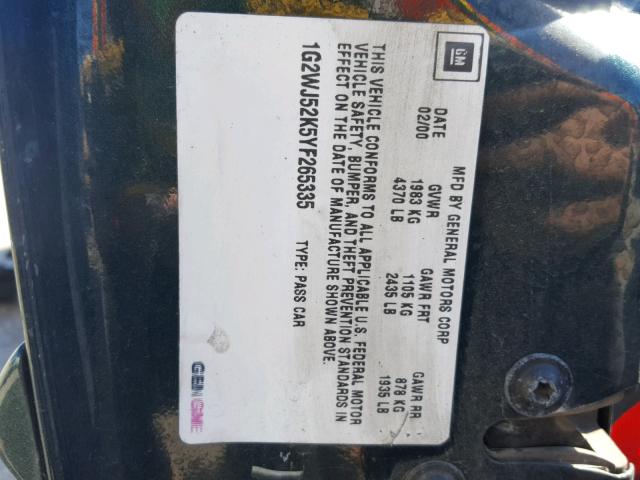 GM
MFD BY GENERAL MOTORS CORP
DATE GVWR GAWR FRT GAWR RR
02/00 1983 KG 1105 KG 878 KG
4370 LB 2435 LB 1935 LB
THIS VEHICLE CONFORMS TO ALL APPLICABLE U.S. FEDERAL MOTOR
VEHICLE SAFETY, BUMPER, AND THEFT PREVENTION STANDARDS IN
EFFECT ON THE DATE OF MANUFACTURE SHOWN ABOVE.
1G2WJ52K5YF265335 TYPE: PASS CAR